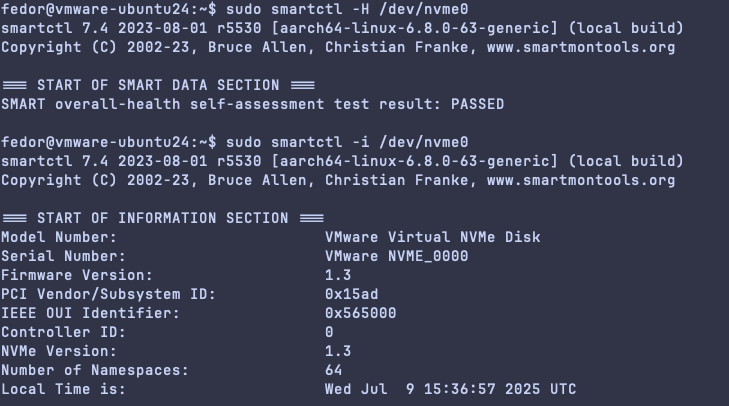 fedor@vmware-ubuntu24:~$ sudo smartctl -H /dev/nvme0
smartctl 7.4 2023-08-01 r5530 [aarch64-linux-6.8.0-63-generic] (local build)
Copyright (C) 2002-23, Bruce Allen, Christian Franke, www.smartmontools.org

=== START OF SMART DATA SECTION ===
SMART overall-health self-assessment test result: PASSED

fedor@vmware-ubuntu24:~$ sudo smartctl -i /dev/nvme0
smartctl 7.4 2023-08-01 r5530 [aarch64-linux-6.8.0-63-generic] (local build)
Copyright (C) 2002-23, Bruce Allen, Christian Franke, www.smartmontools.org

=== START OF INFORMATION SECTION ===
Model Number:                       VMware Virtual NVMe Disk
Serial Number:                      VMware NVME_0000
Firmware Version:                   1.3
PCI Vendor/Subsystem ID:            0x15ad
IEEE OUI Identifier:                0x565000
Controller ID:                      0
NVMe Version:                       1.3
Number of Namespaces:               64
Local Time is:                      Wed Jul  9 15:36:57 2025 UTC